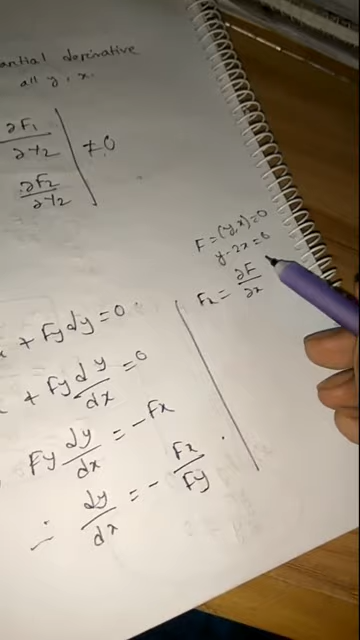 derivative
all y, x.
∂F₁
∂Y₂
≠ 0
∂F₂
∂Y₂
F = (y, x) = 0
y - 2x = 0
Fx = ∂F/∂x
+ Fy dy = 0
+ Fy dy/dx = 0
Fy dy/dx = - Fx
∴ dy/dx = - Fx/Fy